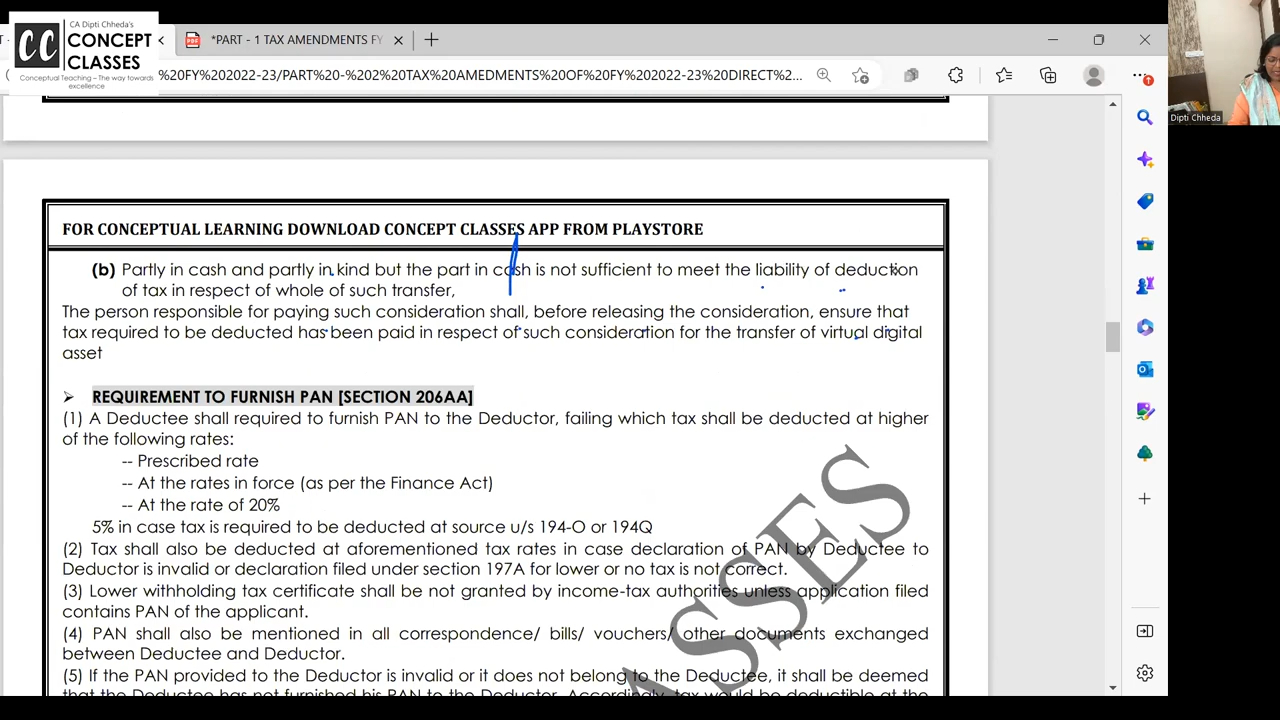 CA Dipti Chheda's
CC CONCEPT
CLASSES
Conceptual Teaching – The way towards
excellence
*PART - 1 TAX AMENDMENTS FY
%20FY%202022-23/PART%20-%202%20TAX%20AMEDMENTS%20OF%20FY%202022-23%20DIRECT%2...
Dipti Chheda
FOR CONCEPTUAL LEARNING DOWNLOAD CONCEPT CLASSES APP FROM PLAYSTORE
(b) Partly in cash and partly in kind but the part in cash is not sufficient to meet the liability of deduction
of tax in respect of whole of such transfer,
The person responsible for paying such consideration shall, before releasing the consideration, ensure that
tax required to be deducted has been paid in respect of such consideration for the transfer of virtual digital
asset
➢ REQUIREMENT TO FURNISH PAN [SECTION 206AA]
(1) A Deductee shall required to furnish PAN to the Deductor, failing which tax shall be deducted at higher
of the following rates:
-- Prescribed rate
-- At the rates in force (as per the Finance Act)
-- At the rate of 20%
5% in case tax is required to be deducted at source u/s 194-O or 194Q
(2) Tax shall also be deducted at aforementioned tax rates in case declaration of PAN by Deductee to
Deductor is invalid or declaration filed under section 197A for lower or no tax is not correct.
(3) Lower withholding tax certificate shall be not granted by income-tax authorities unless application filed
contains PAN of the applicant.
(4) PAN shall also be mentioned in all correspondence/ bills/ vouchers/ other documents exchanged
between Deductee and Deductor.
(5) If the PAN provided to the Deductor is invalid or it does not belong to the Deductee, it shall be deemed
that the Deductee has not furnished his PAN to the Deductor. Accordingly, tax would be deductible at the
ASSES